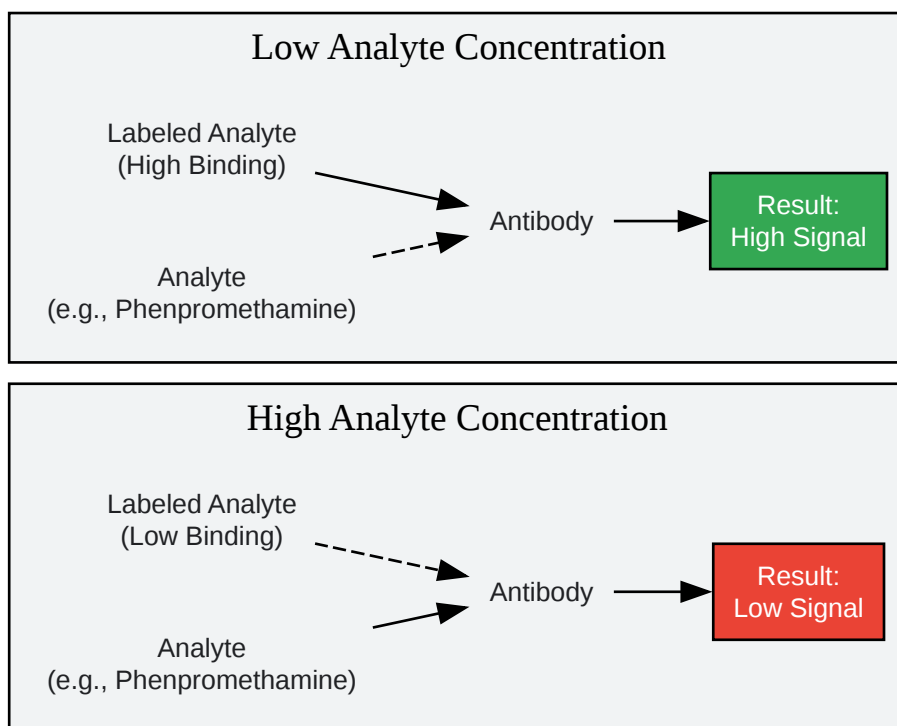 Low Analyte Concentration
Labeled Analyte
(High Binding)
Antibody
Result:
High Signal
Analyte
(e.g., Phenpromethamine)
High Analyte Concentration
Labeled Analyte
(Low Binding)
Antibody
Result:
Low Signal
Analyte
(e.g., Phenpromethamine)